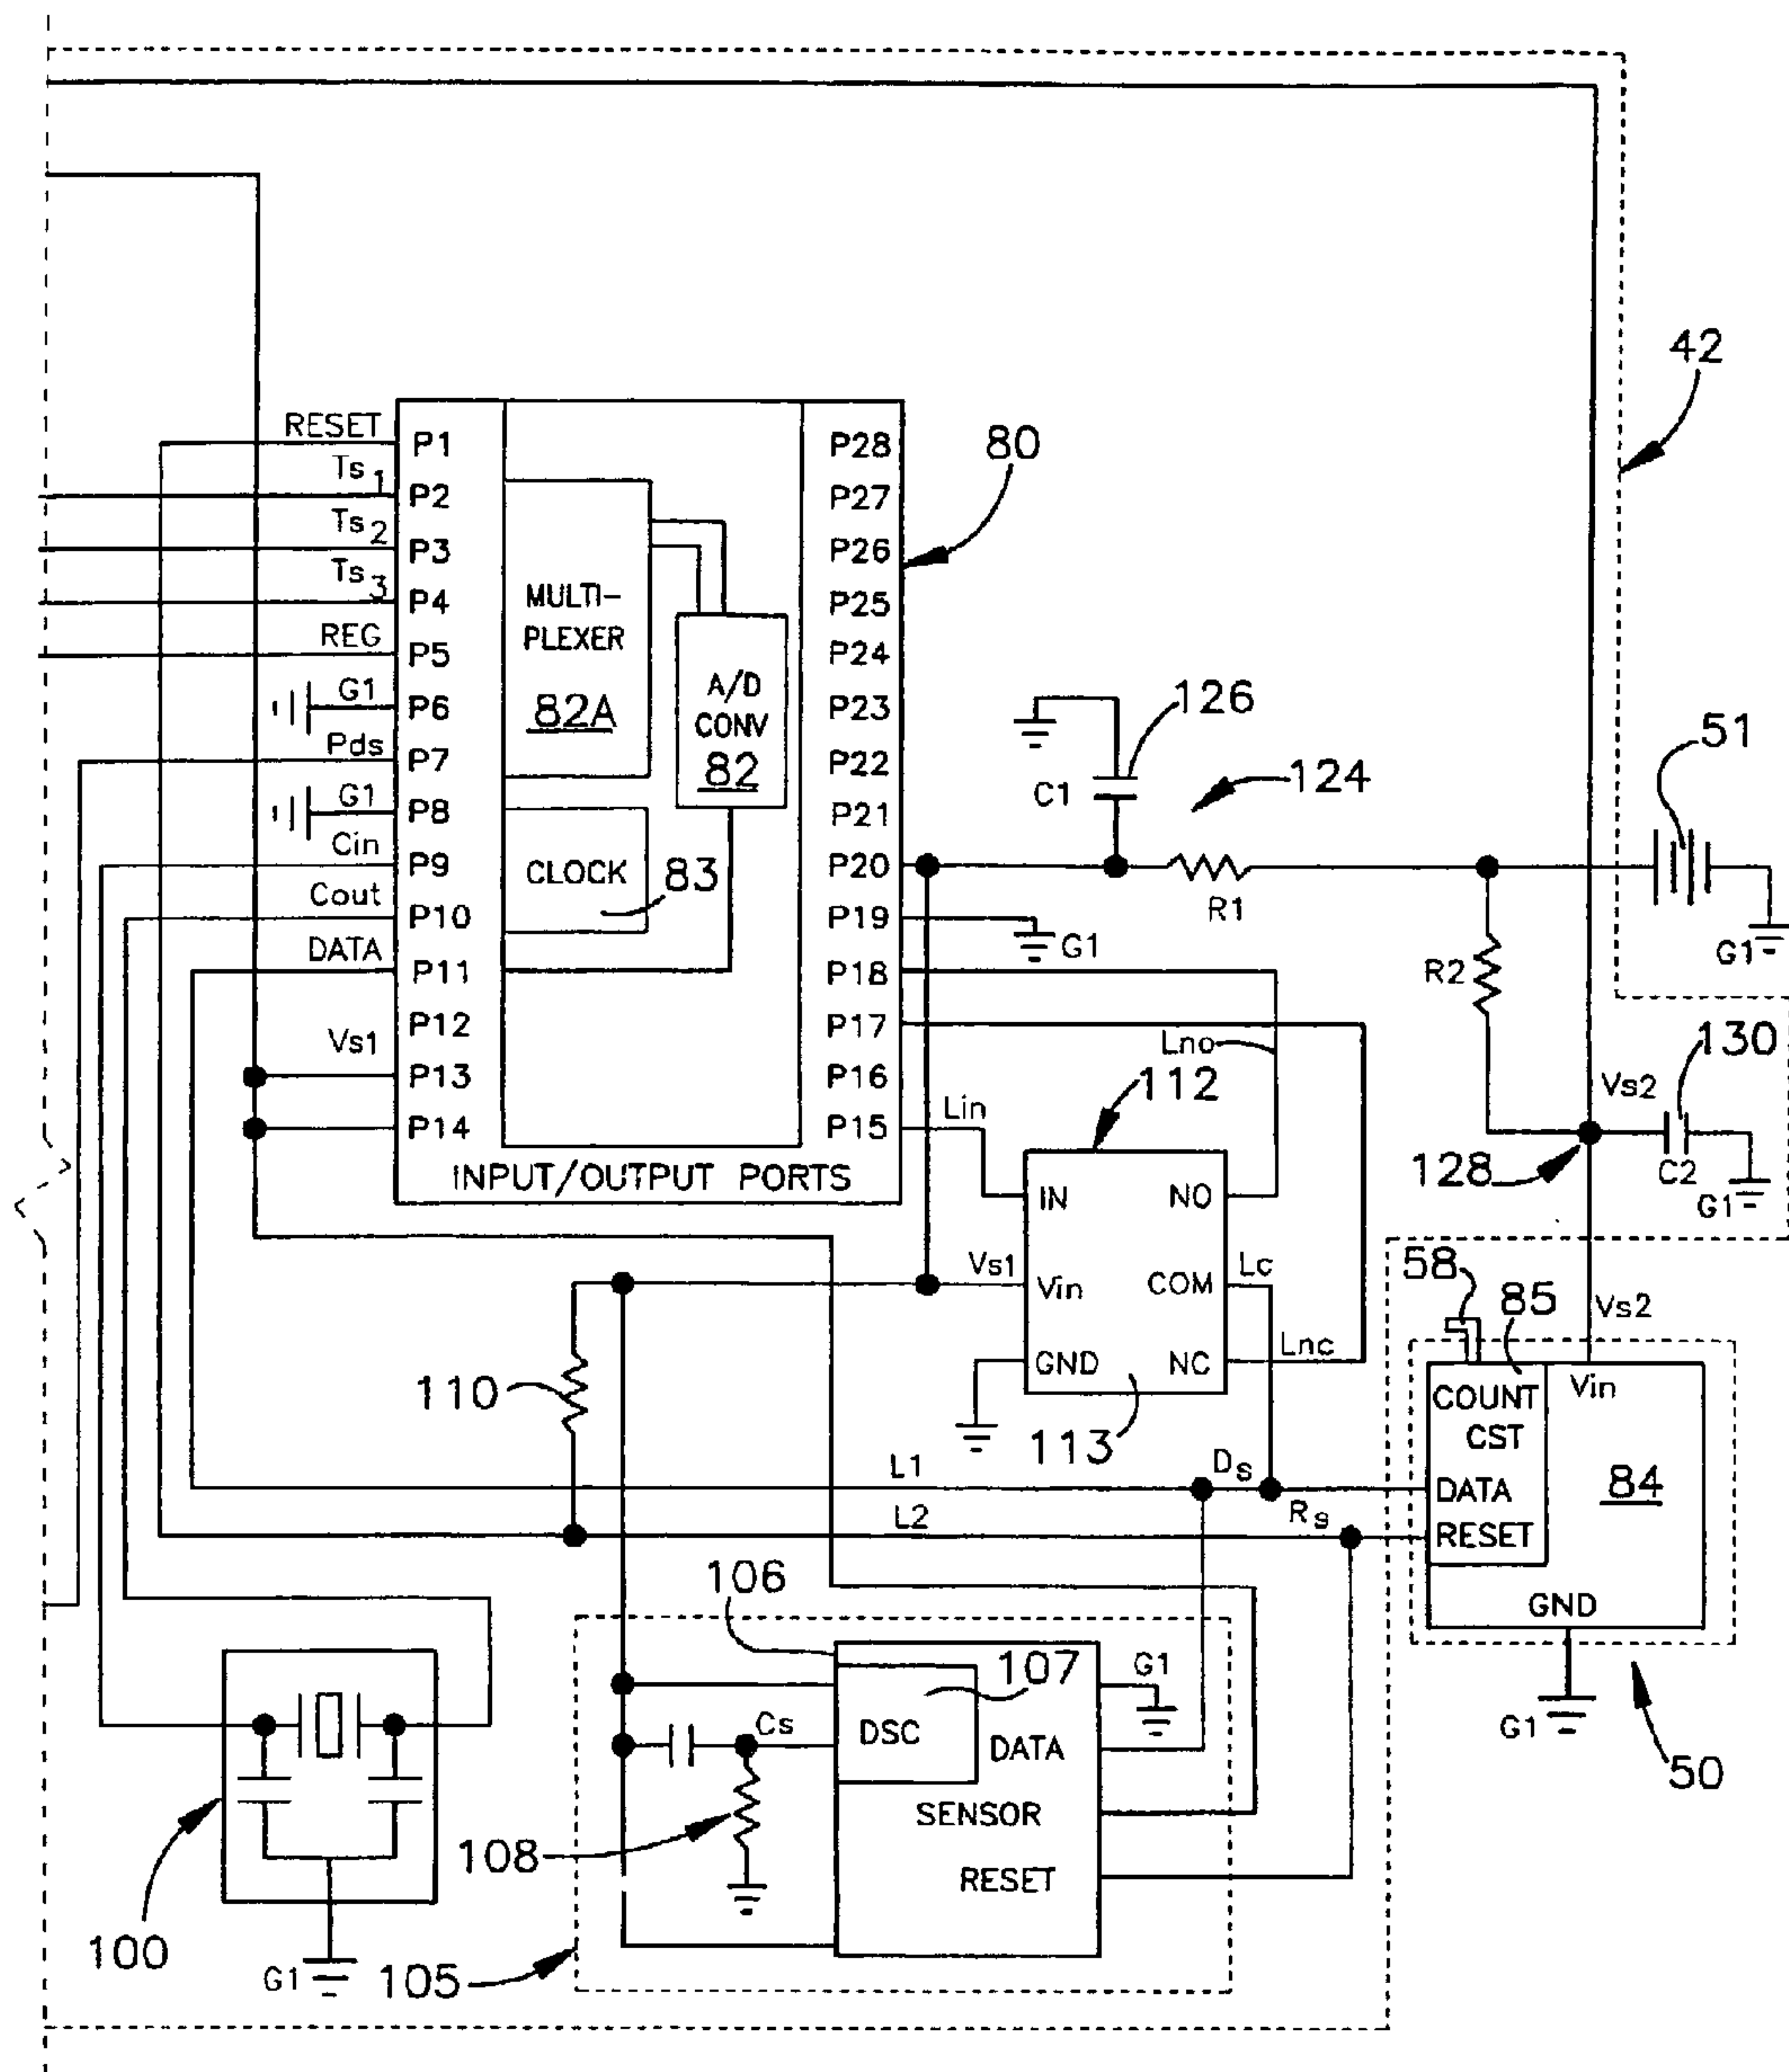 42
RESET P1 P28 80
Ts1 P2 P27
Ts2 P3 P26
Ts3 P4 MULTI- P25
REG P5 PLEXER P24
G1 P6 82A A/D P23 126
CONV
Pds P7 82 P22 124 51
G1 P8 P21 C1
Cin P9 CLOCK 83 P20 R1
Cout P10 P19 G1 G1
DATA P11 P18 R2
P12 P17 Lno 130
Vs1 P13 P16 112 Vs2
P14 P15 Lin 128 C2
INPUT/OUTPUT PORTS IN NO G1
Vs1 Vin COM Lc 58 85 Vs2
GND NC Lnc
110 113 COUNT Vin
CST
L1 Ds DATA 84
L2 Rs RESET
106 GND
107 G1
Cs DSC DATA G1
SENSOR 50
108
RESET
100
G1 105